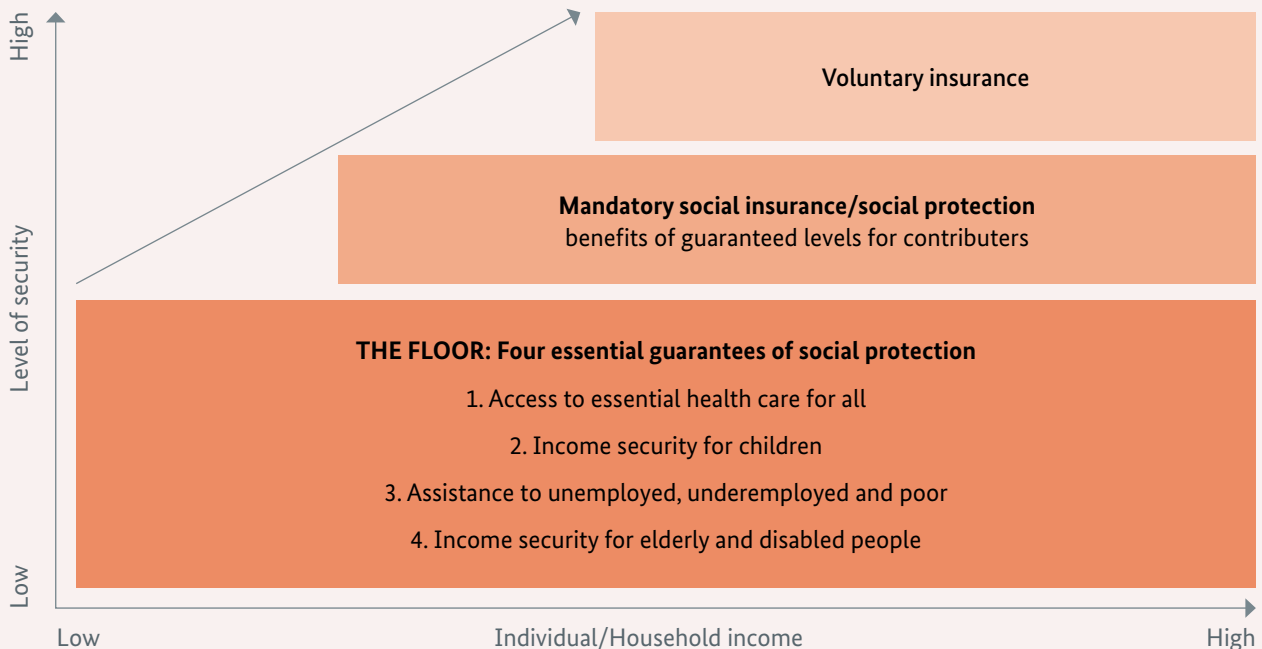 High
Voluntary insurance
Mandatory social insurance/social protection
benefits of guaranteed levels for contributers
Level of security
THE FLOOR: Four essential guarantees of social protection
1. Access to essential health care for all
2. Income security for children
3. Assistance to unemployed, underemployed and poor
4. Income security for elderly and disabled people
Low
Low
Individual/Household income
High